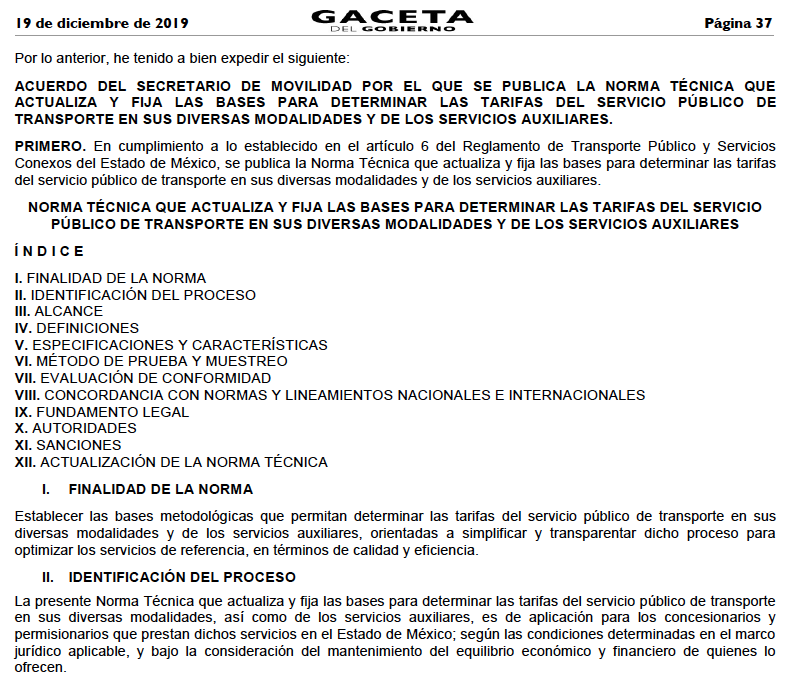 19 de diciembre de 2019
GACETA
DEL GOBIERNO
Página 37
Por lo anterior, he tenido a bien expedir el siguiente:
ACUERDO DEL SECRETARIO DE MOVILIDAD POR EL QUE SE PUBLICA LA NORMA TÉCNICA QUE
ACTUALIZA Y FIJA LAS BASES PARA DETERMINAR LAS TARIFAS DEL SERVICIO PÚBLICO DE
TRANSPORTE EN SUS DIVERSAS MODALIDADES Y DE LOS SERVICIOS AUXILIARES.
PRIMERO. En cumplimiento a lo establecido en el artículo 6 del Reglamento de Transporte Público y Servicios
Conexos del Estado de México, se publica la Norma Técnica que actualiza y fija las bases para determinar las tarifas
del servicio público de transporte en sus diversas modalidades y de los servicios auxiliares.
NORMA TÉCNICA QUE ACTUALIZA Y FIJA LAS BASES PARA DETERMINAR LAS TARIFAS DEL SERVICIO
PÚBLICO DE TRANSPORTE EN SUS DIVERSAS MODALIDADES Y DE LOS SERVICIOS AUXILIARES
Í N D I C E
I. FINALIDAD DE LA NORMA
II. IDENTIFICACIÓN DEL PROCESO
III. ALCANCE
IV. DEFINICIONES
V. ESPECIFICACIONES Y CARACTERÍSTICAS
VI. MÉTODO DE PRUEBA Y MUESTREO
VII. EVALUACIÓN DE CONFORMIDAD
VIII. CONCORDANCIA CON NORMAS Y LINEAMIENTOS NACIONALES E INTERNACIONALES
IX. FUNDAMENTO LEGAL
X. AUTORIDADES
XI. SANCIONES
XII. ACTUALIZACIÓN DE LA NORMA TÉCNICA
I. FINALIDAD DE LA NORMA
Establecer las bases metodológicas que permitan determinar las tarifas del servicio público de transporte en sus
diversas modalidades y de los servicios auxiliares, orientadas a simplificar y transparentar dicho proceso para
optimizar los servicios de referencia, en términos de calidad y eficiencia.
II. IDENTIFICACIÓN DEL PROCESO
La presente Norma Técnica que actualiza y fija las bases para determinar las tarifas del servicio público de transporte
en sus diversas modalidades, así como de los servicios auxiliares, es de aplicación para los concesionarios y
permisionarios que prestan dichos servicios en el Estado de México; según las condiciones determinadas en el marco
jurídico aplicable, y bajo la consideración del mantenimiento del equilibrio económico y financiero de quienes lo
ofrecen.